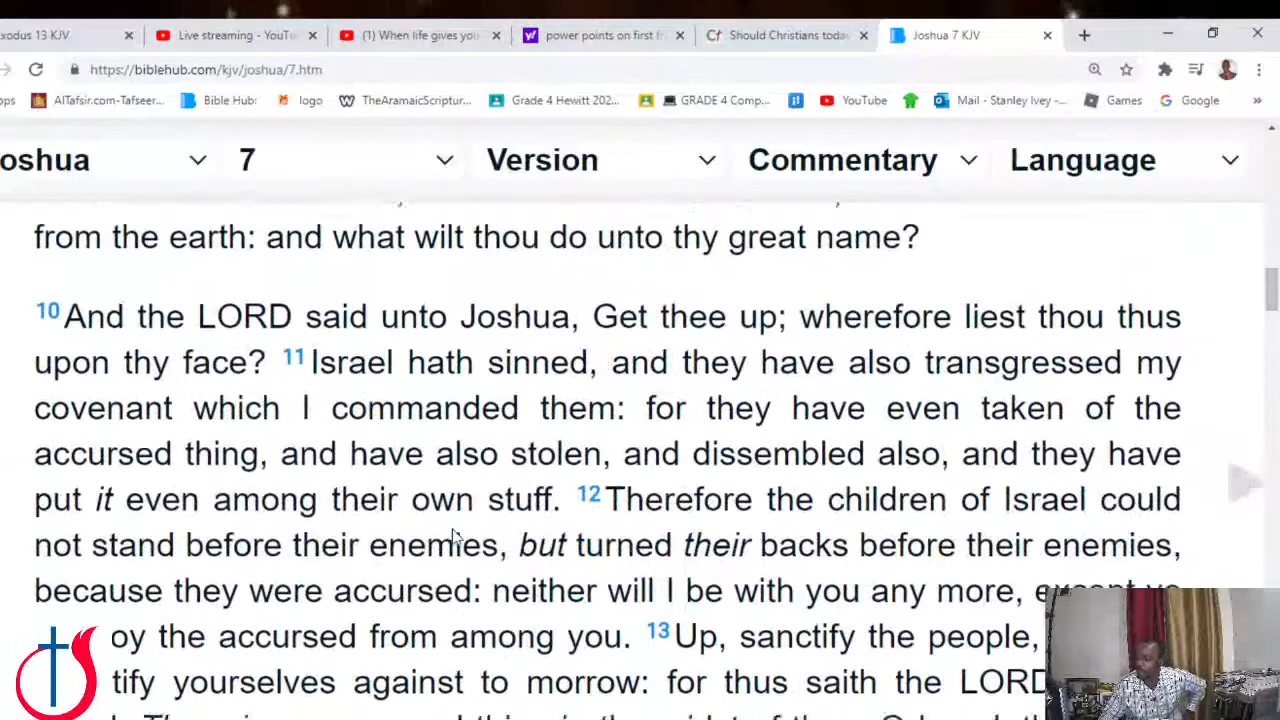 xodus 13 KJV
Live streaming - YouTu
(1) When life gives you
power points on first fr
Should Christians today
Joshua 7 KJV
https://biblehub.com/kjv/joshua/7.htm
ops
AlTafsir.com-Tafseer...
Bible Hub:
logo
TheAramaicScriptur...
Grade 4 Hewitt 202...
GRADE 4 Comp...
YouTube
Mail - Stanley Ivey -...
Games
Google
oshua
7
Version
Commentary
Language
from the earth: and what wilt thou do unto thy great name?
10 And the LORD said unto Joshua, Get thee up; wherefore liest thou thus
upon thy face? 11 Israel hath sinned, and they have also transgressed my
covenant which I commanded them: for they have even taken of the
accursed thing, and have also stolen, and dissembled also, and they have
put it even among their own stuff. 12 Therefore the children of Israel could
not stand before their enemies, but turned their backs before their enemies,
because they were accursed: neither will I be with you any more,
oy the accursed from among you. 13 Up, sanctify the people,
tify yourselves against to morrow: for thus saith the LORD